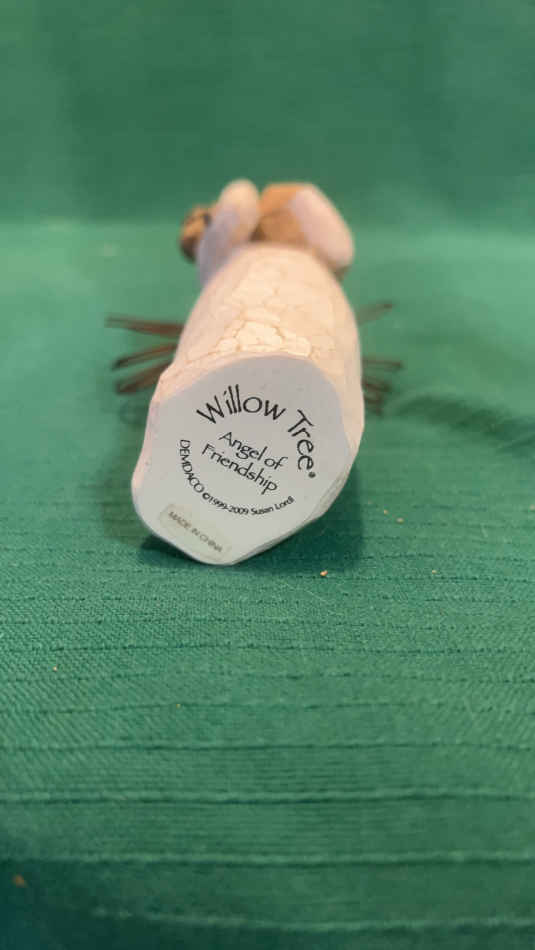 Willow Tree®
Angel of
Friendship
DEMDACO ©1999-2009 Susan Lordi
MADE IN CHINA